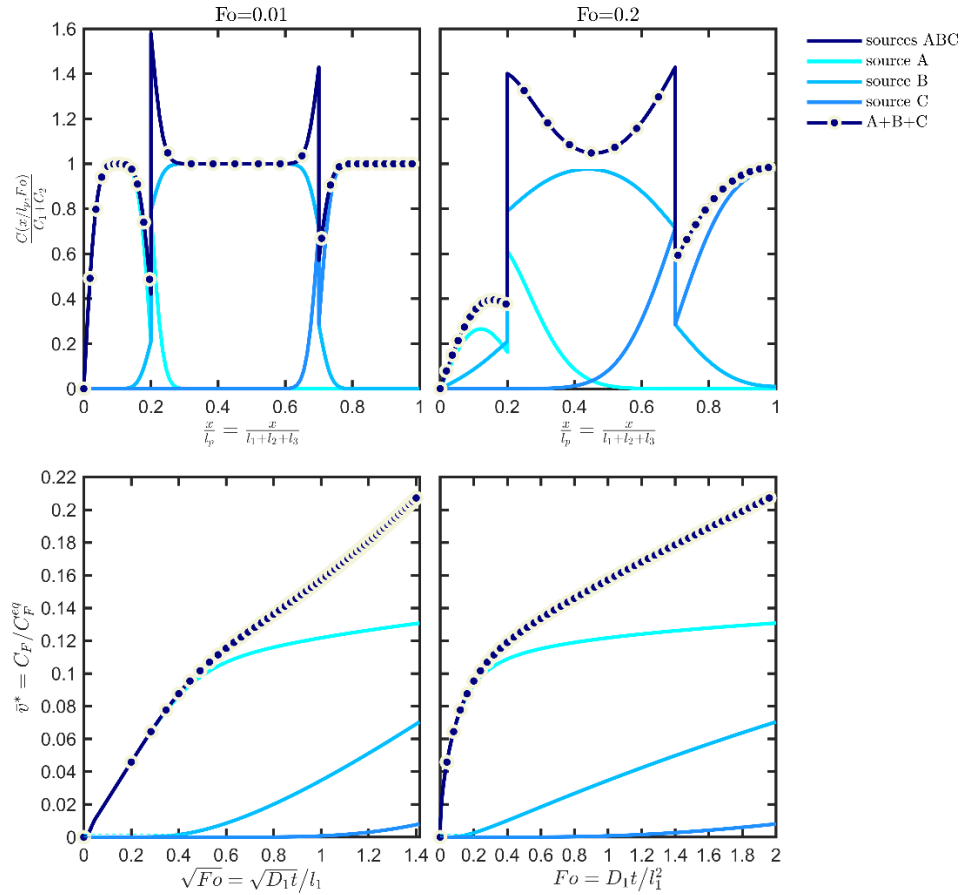 Fo=0.01
Fo=0.2
sources ABC
source A
source B
source C
A+B+C
C(x/l_p,Fo)/C_1+C_2
1.6
1.4
1.2
1
0.8
0.6
0.4
0.2
0
0 0.2 0.4 0.6 0.8 1
0 0.2 0.4 0.6 0.8 1
x/l_p = x/l_1+l_2+l_3
x/l_p = x/l_1+l_2+l_3
v̄* = C_F/C_F^eq
0.22
0.2
0.18
0.16
0.14
0.12
0.1
0.08
0.06
0.04
0.02
0
0 0.2 0.4 0.6 0.8 1 1.2 1.4
0 0.2 0.4 0.6 0.8 1 1.2 1.4 1.6 1.8 2
√Fo = √D_1t/l_1
Fo = D_1t/l_1^2